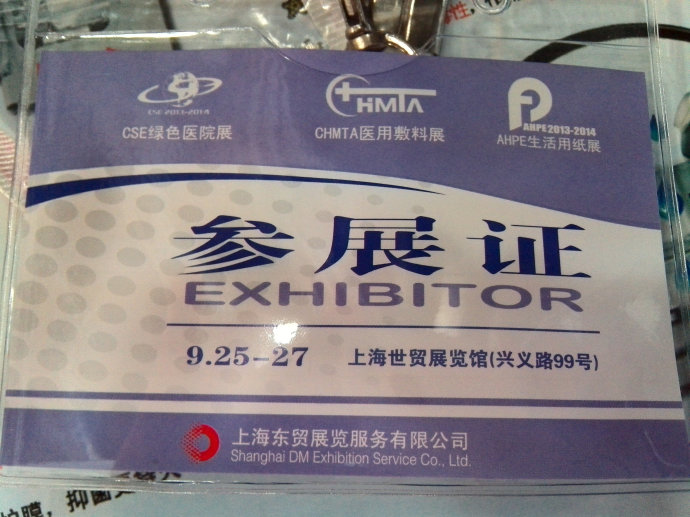 CSE 2013-2014
CSE绿色医院展
CHMTA
CHMTA医用敷料展
AHPE 2013-2014
AHPE生活用纸展
参展证
EXHIBITOR
9.25-27 上海世贸展览馆(兴义路99号)
上海东贸展览服务有限公司
Shanghai DM Exhibition Service Co., Ltd.